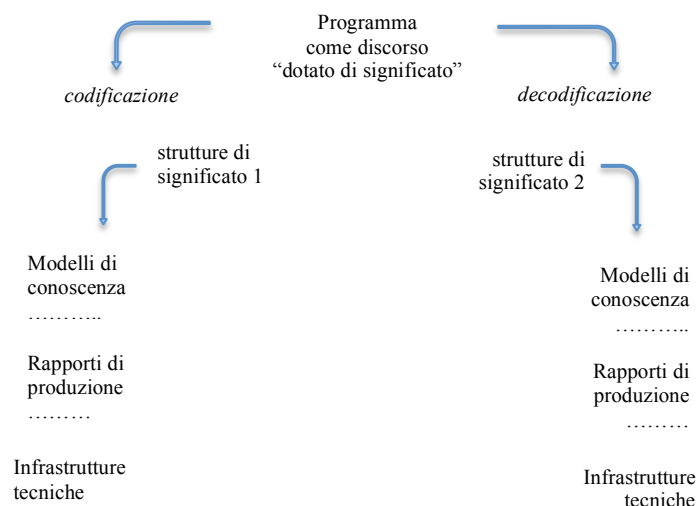 Programma
come discorso
“dotato di significato”
codificazione
decodificazione
strutture di
significato 1
strutture di
significato 2
Modelli di
conoscenza
………..
Rapporti di
produzione
………
Infrastrutture
tecniche
Modelli di
conoscenza
………..
Rapporti di
produzione
………
Infrastrutture
tecniche